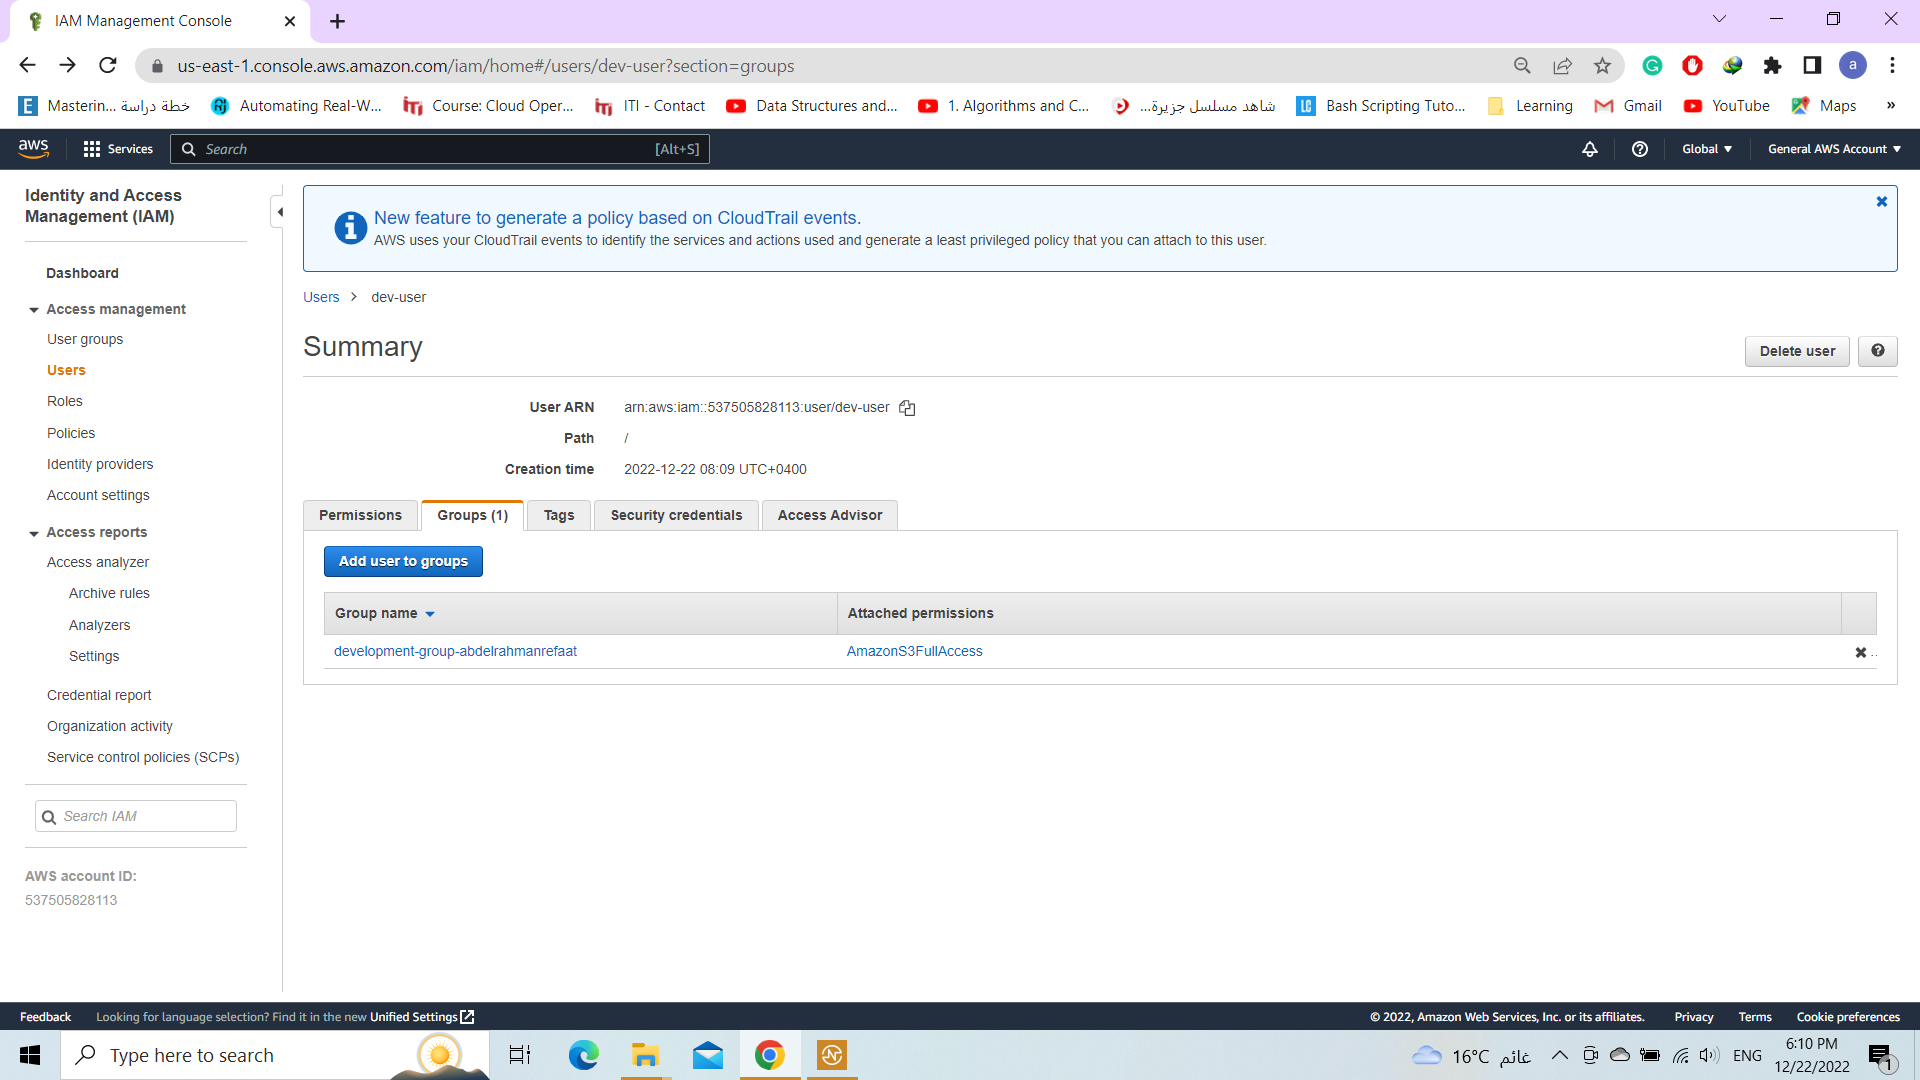 IAM Management Console
us-east-1.console.aws.amazon.com/iam/home#/users/dev-user?section=groups
a
E Masterin... خطة دراسة
Automating Real-W...
Course: Cloud Oper...
ITI - Contact
Data Structures and...
1. Algorithms and C...
شاهد مسلسل جزيرة...
LC Bash Scripting Tuto...
Learning
Gmail
YouTube
Maps
»
aws
Services
Search
[Alt+S]
Global
General AWS Account
Identity and Access
Management (IAM)
Dashboard
Access management
User groups
Users
Roles
Policies
Identity providers
Account settings
Access reports
Access analyzer
Archive rules
Analyzers
Settings
Credential report
Organization activity
Service control policies (SCPs)
Search IAM
AWS account ID:
537505828113
New feature to generate a policy based on CloudTrail events.
AWS uses your CloudTrail events to identify the services and actions used and generate a least privileged policy that you can attach to this user.
Users > dev-user
Summary
Delete user
User ARN arn:aws:iam::537505828113:user/dev-user
Path /
Creation time 2022-12-22 08:09 UTC+0400
Permissions
Groups (1)
Tags
Security credentials
Access Advisor
Add user to groups
Group name
Attached permissions
development-group-abdelrahmanrefaat
AmazonS3FullAccess
Feedback
Looking for language selection? Find it in the new Unified Settings
© 2022, Amazon Web Services, Inc. or its affiliates.
Privacy
Terms
Cookie preferences
Type here to search
16°C غائم
ENG
6:10 PM
12/22/2022
1